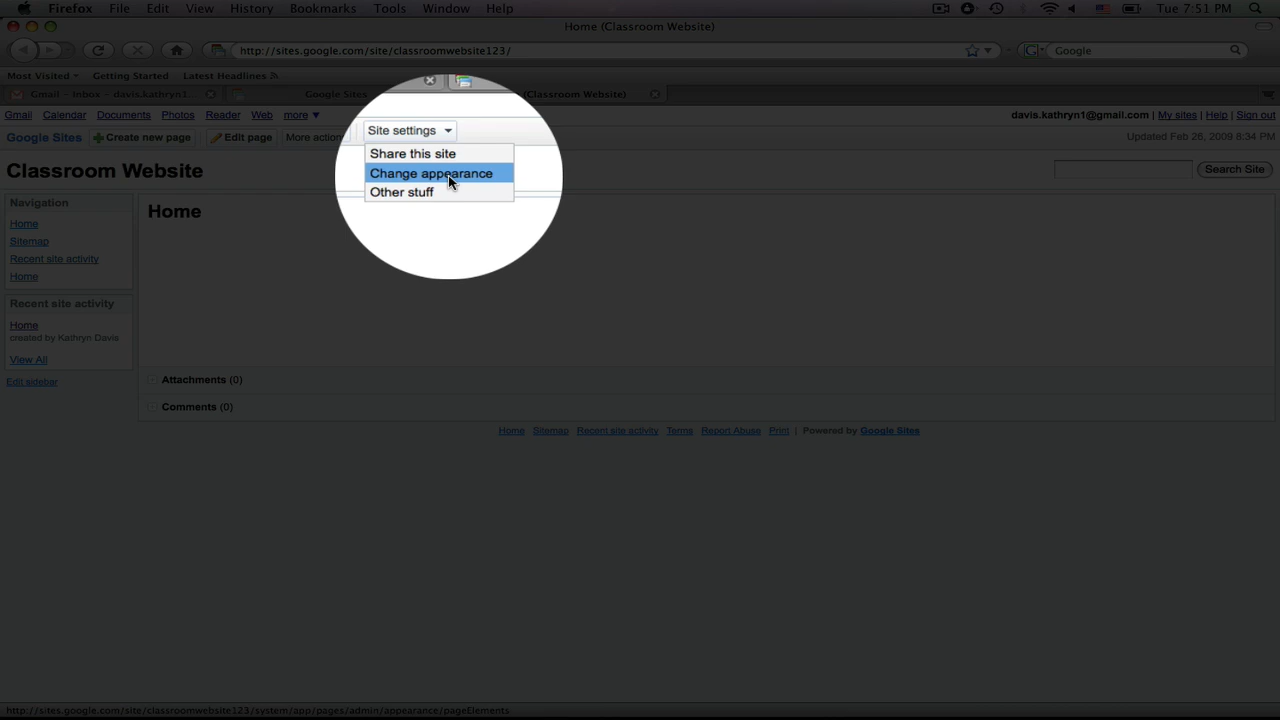 Firefox File Edit View History Bookmarks Tools Window Help Tue 7:51 PM
Home (Classroom Website)
http://sites.google.com/site/classroomwebsite123/ Google
Most Visited Getting Started Latest Headlines
Gmail – Inbox – davis.kathryn1... Google Sites (Classroom Website)
Gmail Calendar Documents Photos Reader Web more davis.kathryn1@gmail.com | My sites | Help | Sign out
Google Sites Create new page Edit page More action Site settings Updated Feb 26, 2009 8:34 PM
Share this site
Change appearance
Other stuff
Classroom Website Search Site
Navigation
Home
Sitemap
Recent site activity
Home
Recent site activity
Home
created by Kathryn Davis
View All
Edit sidebar
Home
Attachments (0)
Comments (0)
Home Sitemap Recent site activity Terms Report Abuse Print | Powered by Google Sites
http://sites.google.com/site/classroomwebsite123/system/app/pages/admin/appearance/pageElements